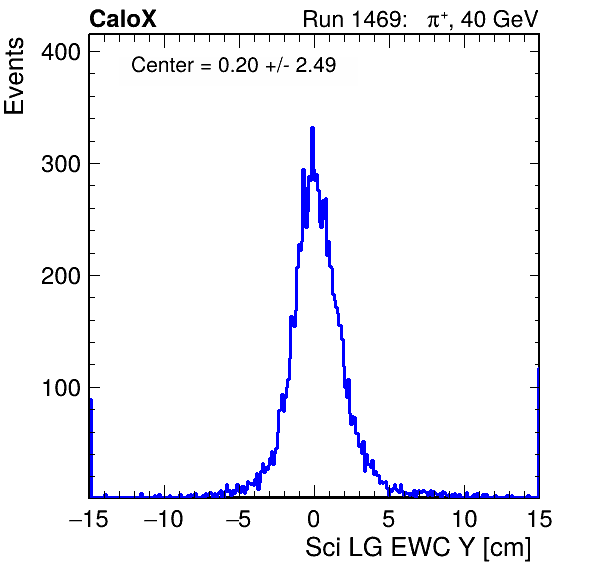 CaloX Run 1469: π+, 40 GeV
Center = 0.20 +/- 2.49
Events
400
300
200
100
−15 −10 −5 0 5 10 15
Sci LG EWC Y [cm]